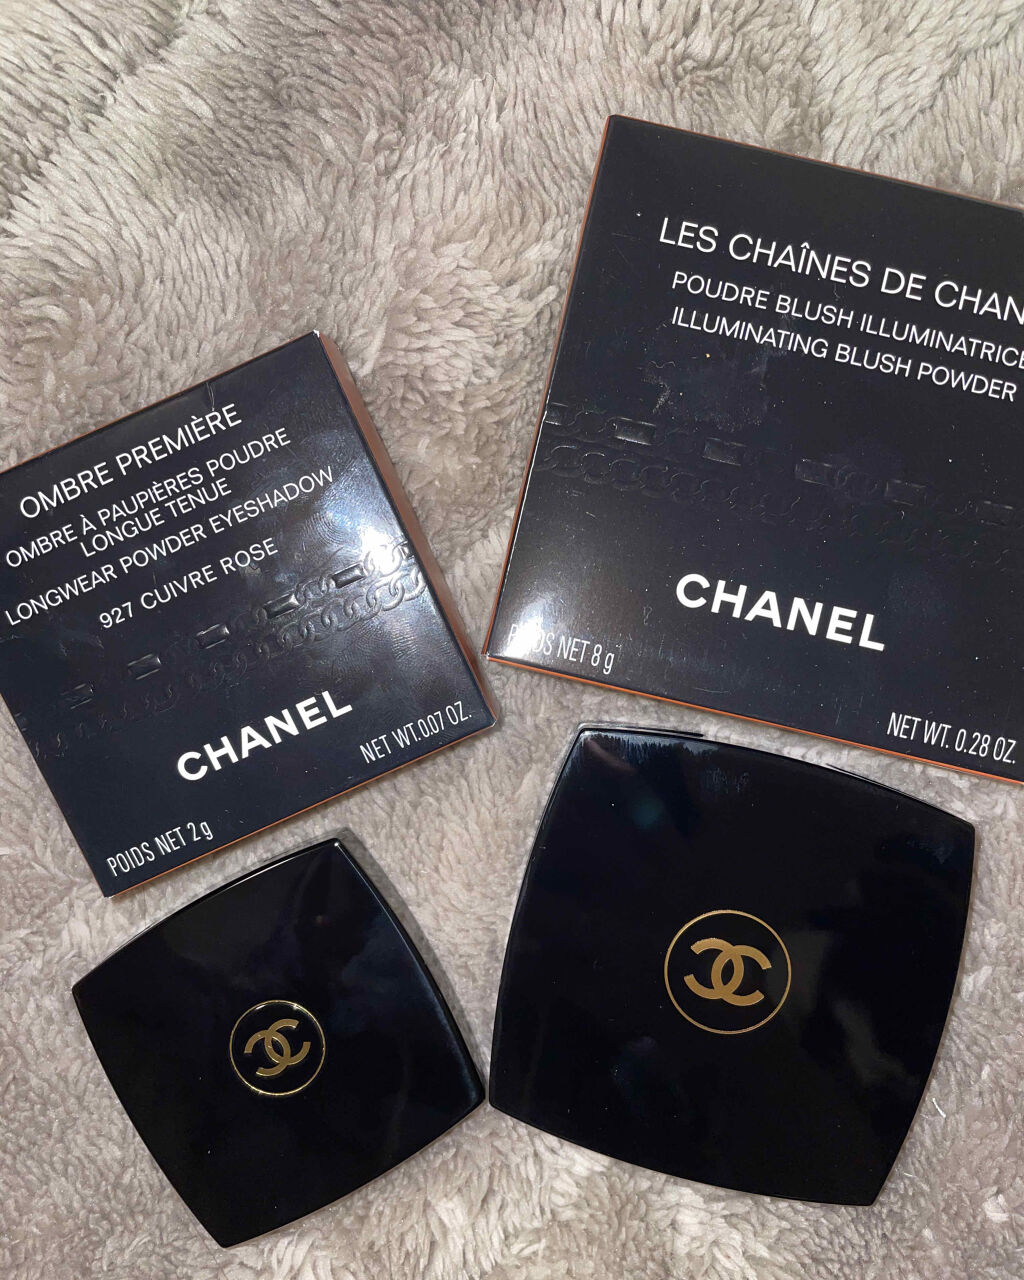 OMBRE PREMIÈRE
OMBRE À PAUPIÈRES POUDRE
LONGUE TENUE
LONGWEAR POWDER EYESHADOW
927 CUIVRE ROSE
CHANEL
POIDS NET 2 g
NET WT. 0.07 OZ.
LES CHAÎNES DE CHAN
POUDRE BLUSH ILLUMINATRICE
ILLUMINATING BLUSH POWDER
CHANEL
POIDS NET 8 g
NET WT. 0.28 OZ.